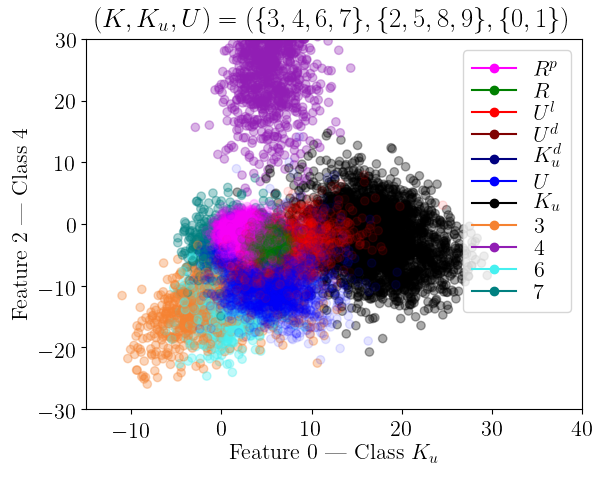 (K, K_u, U) = ({3, 4, 6, 7}, {2, 5, 8, 9}, {0, 1})
Feature 2 — Class 4
30
20
10
0
−10
−20
−30
R^p
R
U^l
U^d
K_u^d
U
K_u
3
4
6
7
−10 0 10 20 30 40
Feature 0 — Class K_u